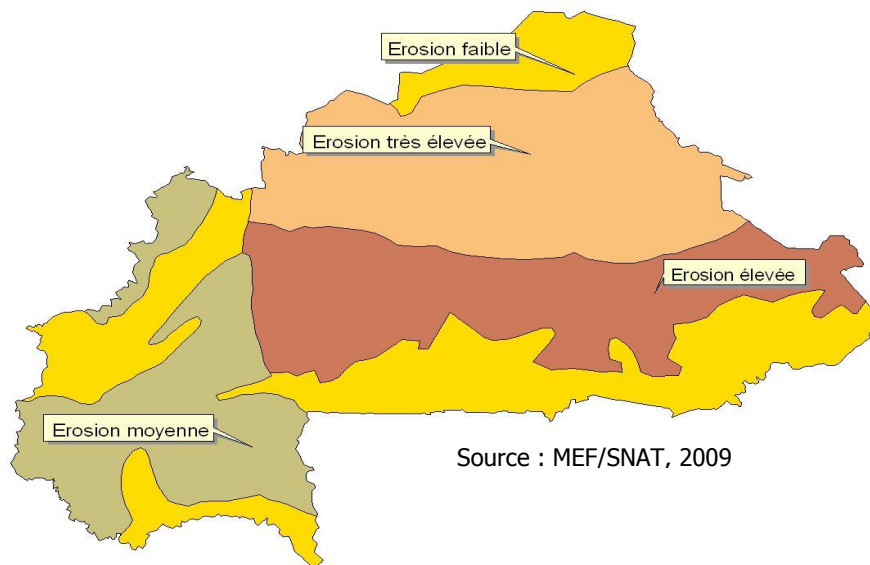 Erosion faible
Erosion très élevée
Erosion élevée
Erosion moyenne
Source : MEF/SNAT, 2009